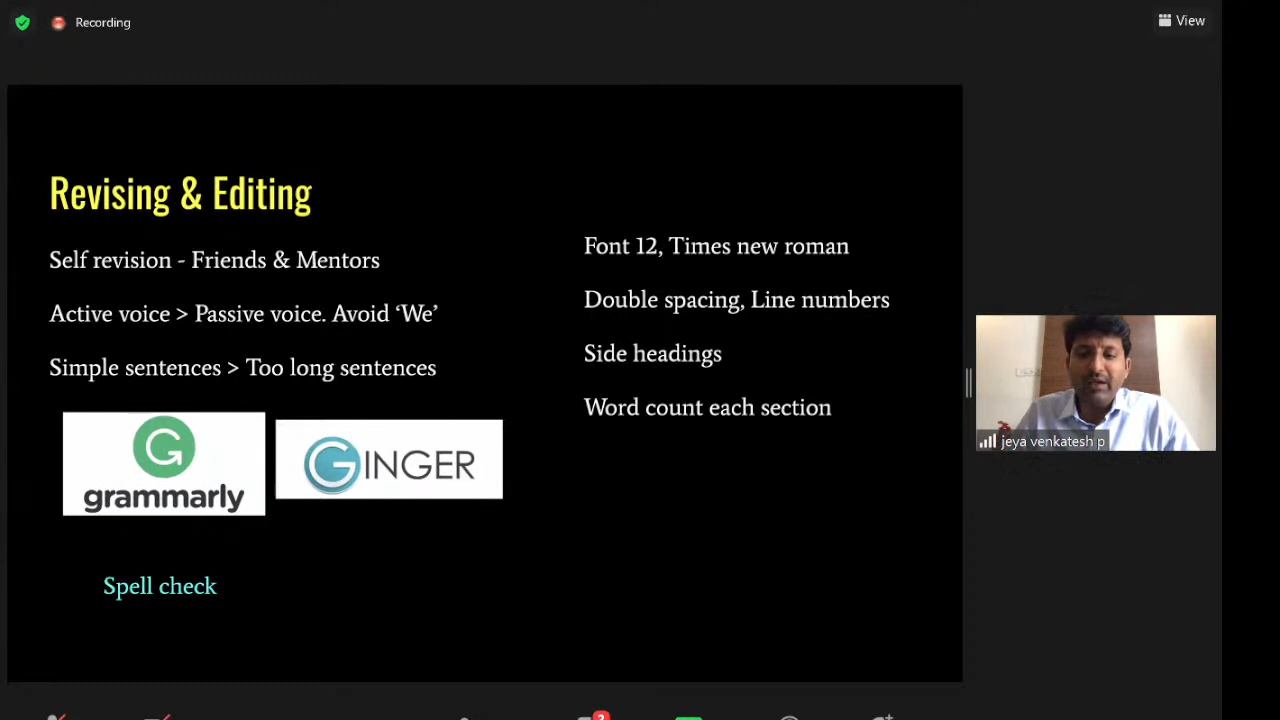 Recording
View
Revising & Editing
Self revision - Friends & Mentors
Active voice > Passive voice. Avoid ‘We’
Simple sentences > Too long sentences
grammarly
GINGER
Spell check
Font 12, Times new roman
Double spacing, Line numbers
Side headings
Word count each section
jeya venkatesh p